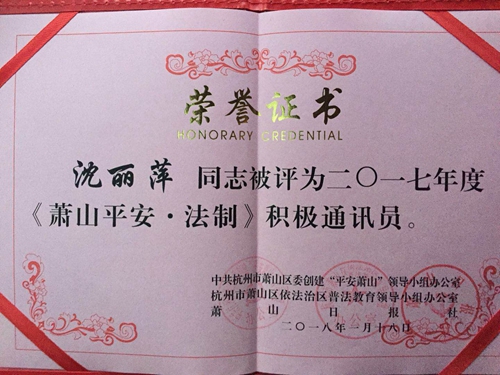 荣誉证书
HONORARY CREDENTIAL
沈丽萍 同志被评为二〇一七年度
《萧山平安·法制》积极通讯员。
中共杭州市萧山区委创建“平安萧山”领导小组办公室
杭州市萧山区依法治区普法教育领导小组办公室
萧山日报社
二〇一八年一月十八日